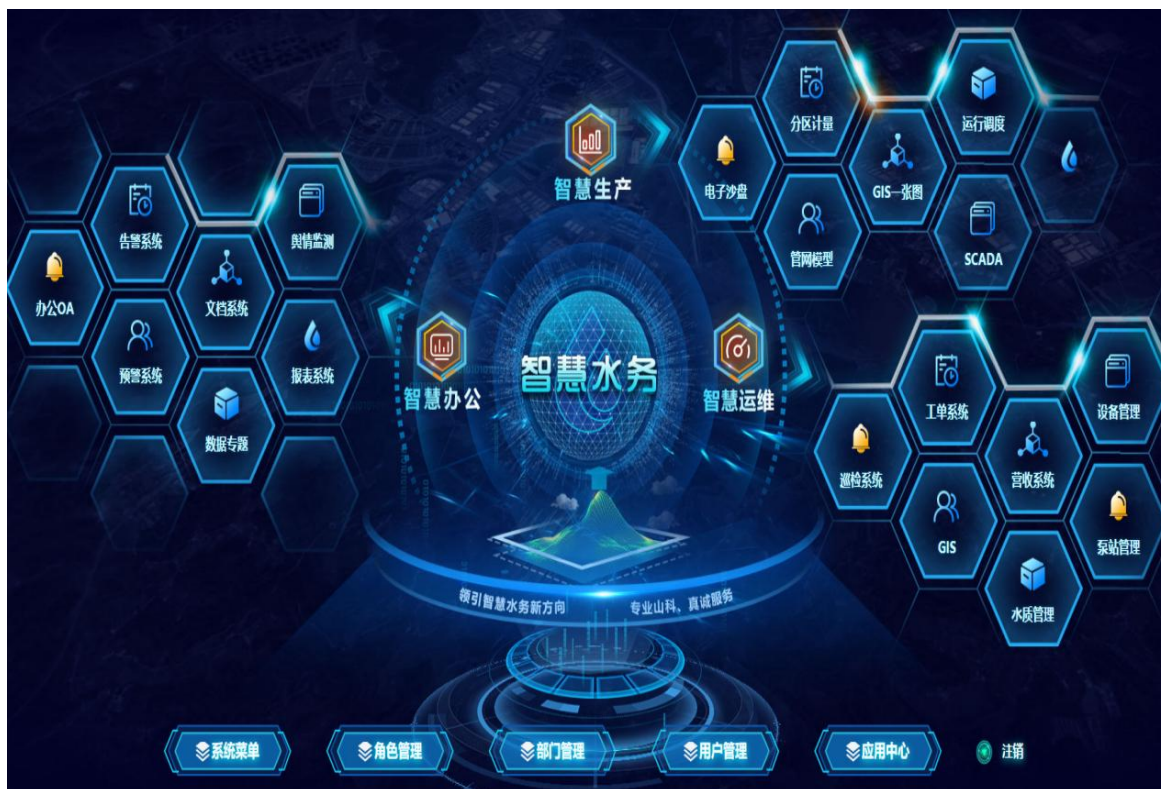 智慧水务
智慧办公
办公OA
告警系统
预警系统
文档系统
数据专题
舆情监测
报表系统
智慧生产
电子沙盘
分区计量
管网模型
GIS一张图
运行调度
SCADA
智慧运维
巡检系统
工单系统
GIS
营收系统
水质管理
设备管理
泵站管理
领引智慧水务新方向 专业山科、真诚服务
系统菜单 角色管理 部门管理 用户管理 应用中心 注销